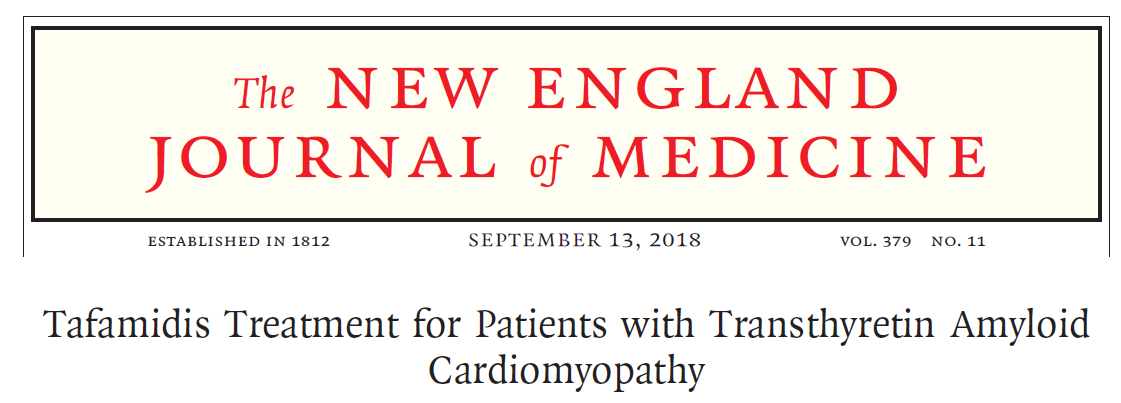 The NEW ENGLAND
JOURNAL of MEDICINE
ESTABLISHED IN 1812 SEPTEMBER 13, 2018 VOL. 379 NO. 11
Tafamidis Treatment for Patients with Transthyretin Amyloid
Cardiomyopathy